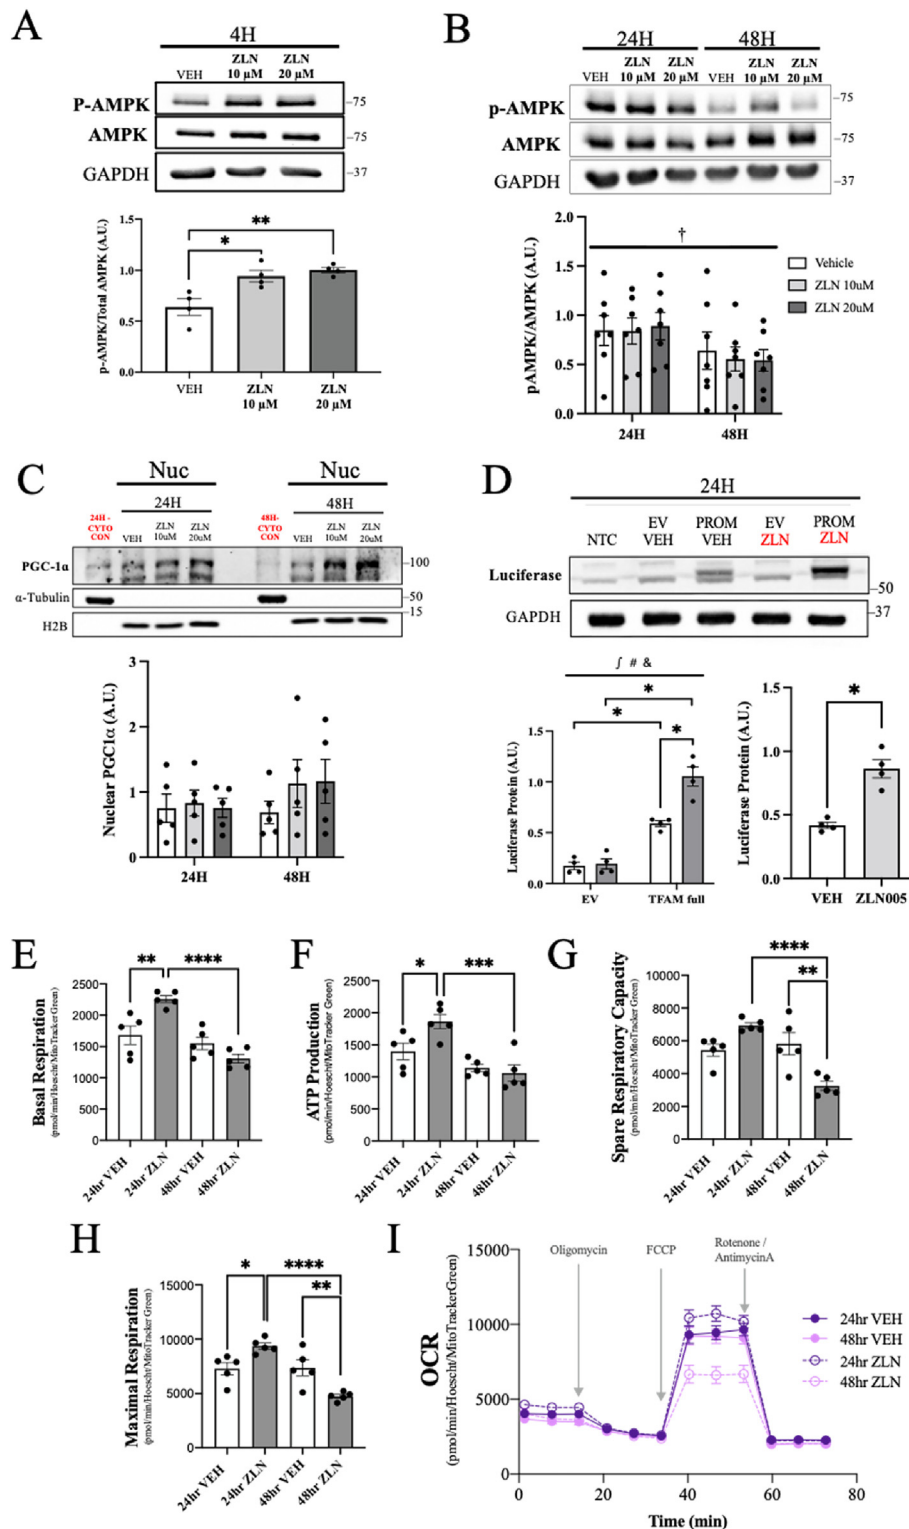 A
4H
VEH
ZLN
10 µM
ZLN
20 µM
P-AMPK
–75
AMPK
–75
GAPDH
–37
p-AMPK/Total AMPK (A.U.)
1.5
1.0
0.5
0.0
*
**
VEH
ZLN
10 µM
ZLN
20 µM
B
24H
48H
VEH
ZLN
10 µM
ZLN
20 µM
VEH
ZLN
10 µM
ZLN
20 µM
p-AMPK
–75
AMPK
–75
GAPDH
–37
pAMPK/AMPK (A.U.)
2.0
1.5
1.0
0.5
0.0
†
Vehicle
ZLN 10uM
ZLN 20uM
24H
48H
C
Nuc
Nuc
24H
48H
24H -
CYTO
CON
VEH
ZLN
10uM
ZLN
20uM
48H-
CYTO
CON
VEH
ZLN
10uM
ZLN
20uM
PGC-1α
–100
α-Tubulin
–50
–15
H2B
Nuclear PGC1α (A.U.)
3
2
1
0
24H
48H
D
24H
NTC
EV
VEH
PROM
VEH
EV
ZLN
PROM
ZLN
Luciferase
–50
GAPDH
–37
∫ # &
*
*
*
Luciferase Protein (A.U.)
1.5
1.0
0.5
0.0
EV
TFAM full
Luciferase Protein (A.U.)
1.5
1.0
0.5
0.0
*
VEH
ZLN005
E
Basal Respiration
(pmol/min/Hoescht/MitoTracker Green)
2500
2000
1500
1000
500
0
**
****
24hr VEH
24hr ZLN
48hr VEH
48hr ZLN
F
ATP Production
(pmol/min/Hoescht/MitoTracker Green)
2500
2000
1500
1000
500
0
*
***
24hr VEH
24hr ZLN
48hr VEH
48hr ZLN
G
Spare Respiratory Capacity
(pmol/min/Hoescht/MitoTracker Green)
10000
8000
6000
4000
2000
0
****
**
24hr VEH
24hr ZLN
48hr VEH
48hr ZLN
H
Maximal Respiration
(pmol/min/Hoescht/MitoTracker Green)
15000
10000
5000
0
*
****
**
24hr VEH
24hr ZLN
48hr VEH
48hr ZLN
I
OCR
(pmol/min/Hoescht/MitoTrackerGreen)
15000
10000
5000
0
Oligomycin
FCCP
Rotenone /
AntimycinA
24hr VEH
48hr VEH
24hr ZLN
48hr ZLN
0
20
40
60
80
Time (min)